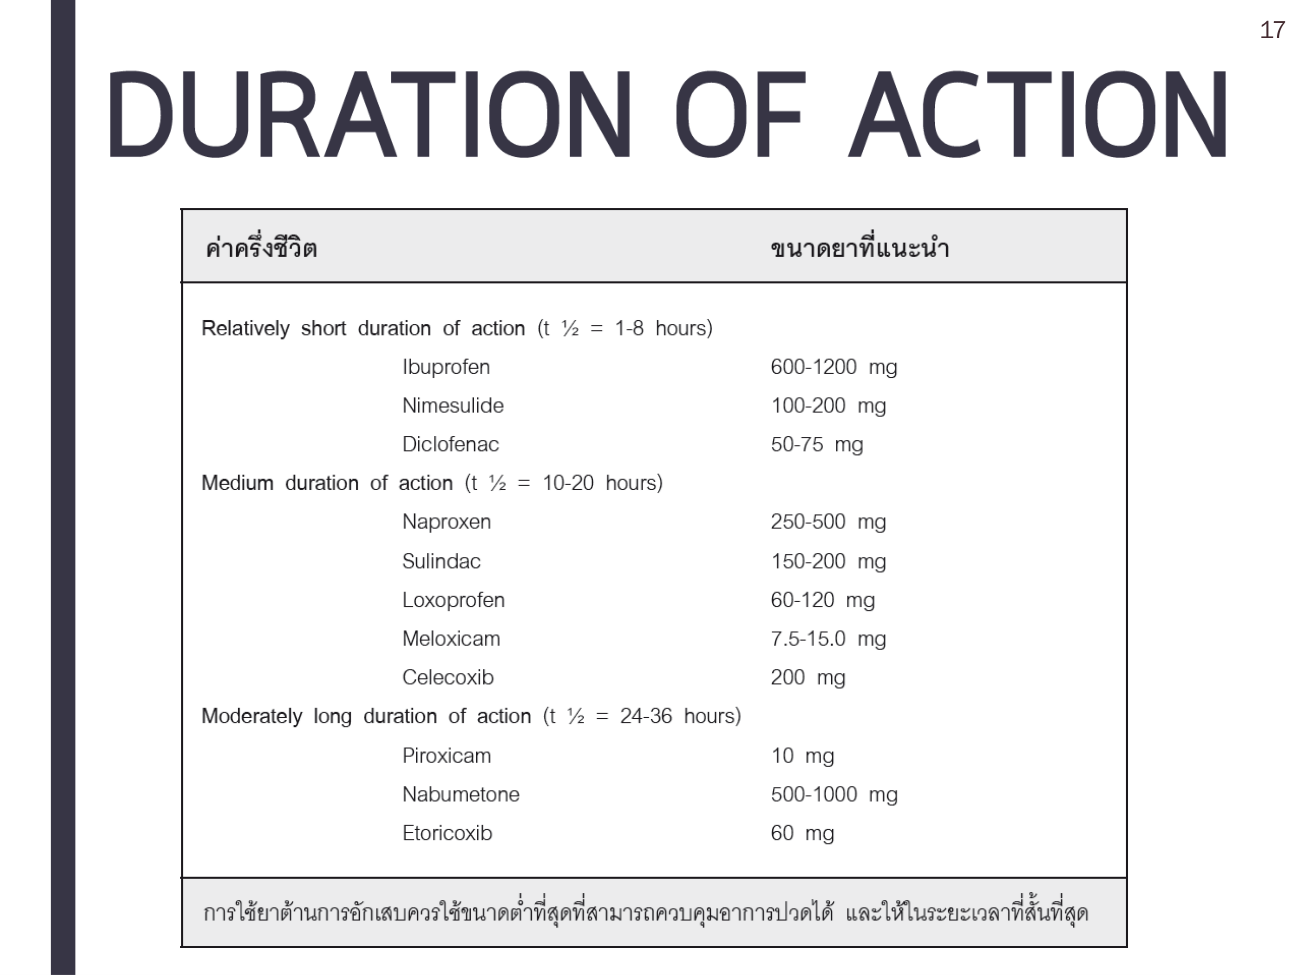 17
DURATION OF ACTION
ค่าครึ่งชีวิต ขนาดยาที่แนะนำ
Relatively short duration of action (t ½ = 1-8 hours)
Ibuprofen 600-1200 mg
Nimesulide 100-200 mg
Diclofenac 50-75 mg
Medium duration of action (t ½ = 10-20 hours)
Naproxen 250-500 mg
Sulindac 150-200 mg
Loxoprofen 60-120 mg
Meloxicam 7.5-15.0 mg
Celecoxib 200 mg
Moderately long duration of action (t ½ = 24-36 hours)
Piroxicam 10 mg
Nabumetone 500-1000 mg
Etoricoxib 60 mg
การใช้ยาต้านการอักเสบควรใช้ขนาดต่ำที่สุดที่สามารถควบคุมอาการปวดได้ และให้ในระยะเวลาที่สั้นที่สุด